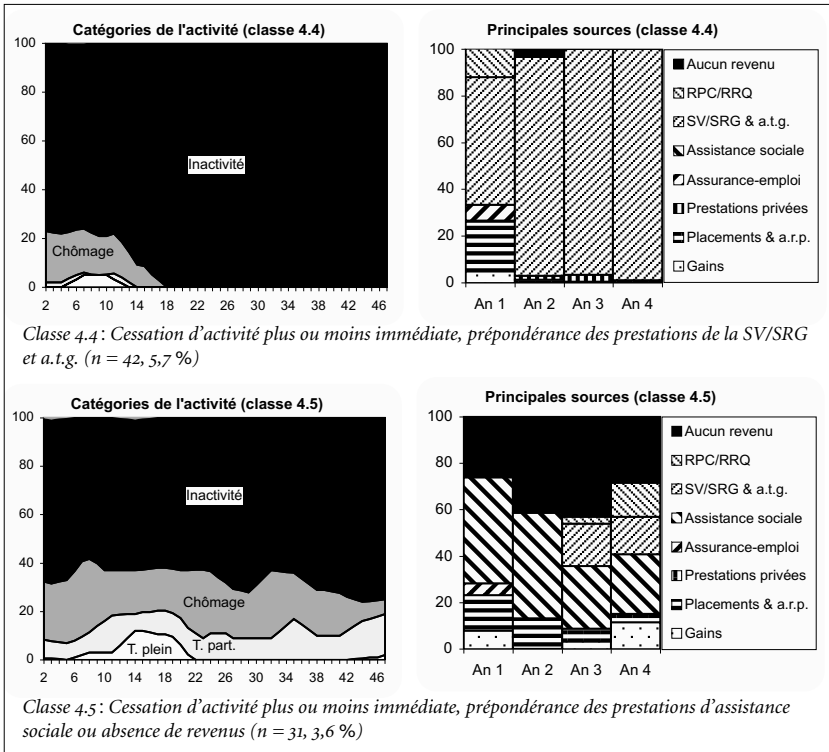 Catégories de l'activité (classe 4.4)
100
80
60
40
20
0
Inactivité
Chômage
2 6 10 14 18 22 26 30 34 38 42 46
Principales sources (classe 4.4)
100
80
60
40
20
0
An 1 An 2 An 3 An 4
Aucun revenu
RPC/RRQ
SV/SRG & a.t.g.
Assistance sociale
Assurance-emploi
Prestations privées
Placements & a.r.p.
Gains
Classe 4.4 : Cessation d'activité plus ou moins immédiate, prépondérance des prestations de la SV/SRG
et a.t.g. (n = 42, 5,7 %)
Catégories de l'activité (classe 4.5)
100
80
60
40
20
0
Inactivité
Chômage
T. plein
T. part.
2 6 10 14 18 22 26 30 34 38 42 46
Principales sources (classe 4.5)
100
80
60
40
20
0
An 1 An 2 An 3 An 4
Aucun revenu
RPC/RRQ
SV/SRG & a.t.g.
Assistance sociale
Assurance-emploi
Prestations privées
Placements & a.r.p.
Gains
Classe 4.5 : Cessation d'activité plus ou moins immédiate, prépondérance des prestations d'assistance
sociale ou absence de revenus (n = 31, 3,6 %)